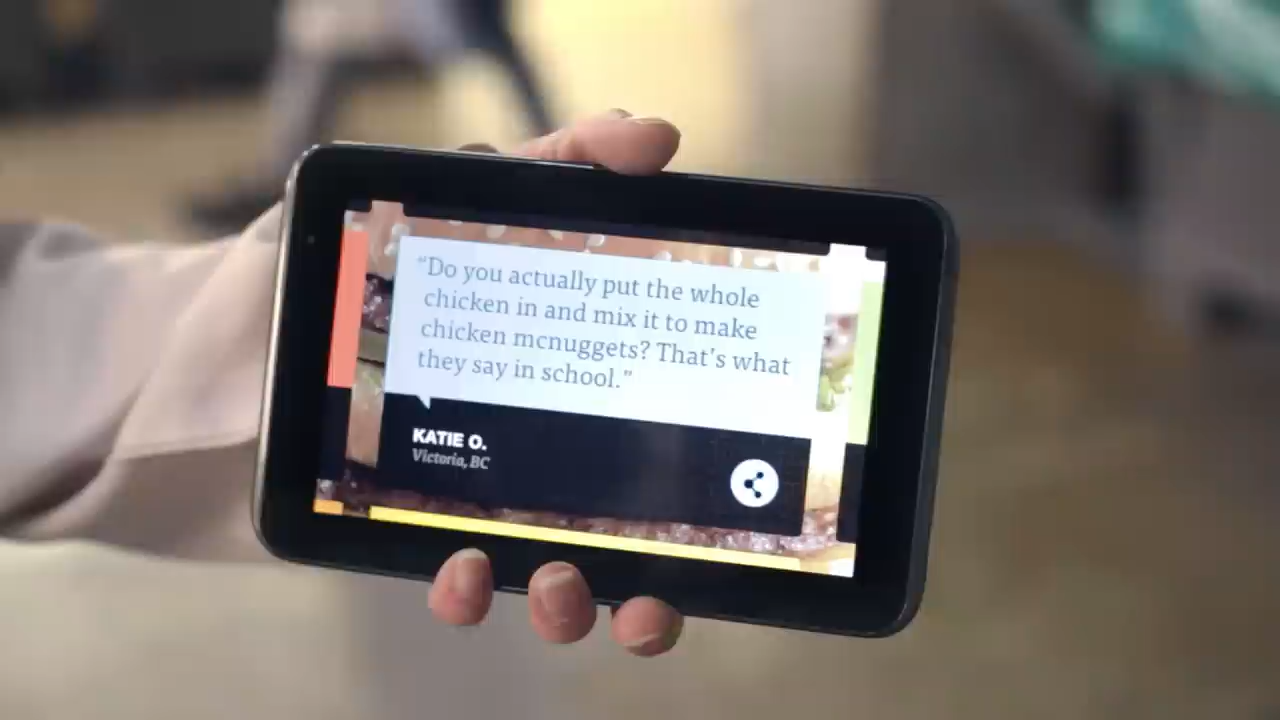 “Do you actually put the whole
chicken in and mix it to make
chicken mcnuggets? That’s what
they say in school.”
KATIE O.
Victoria, BC